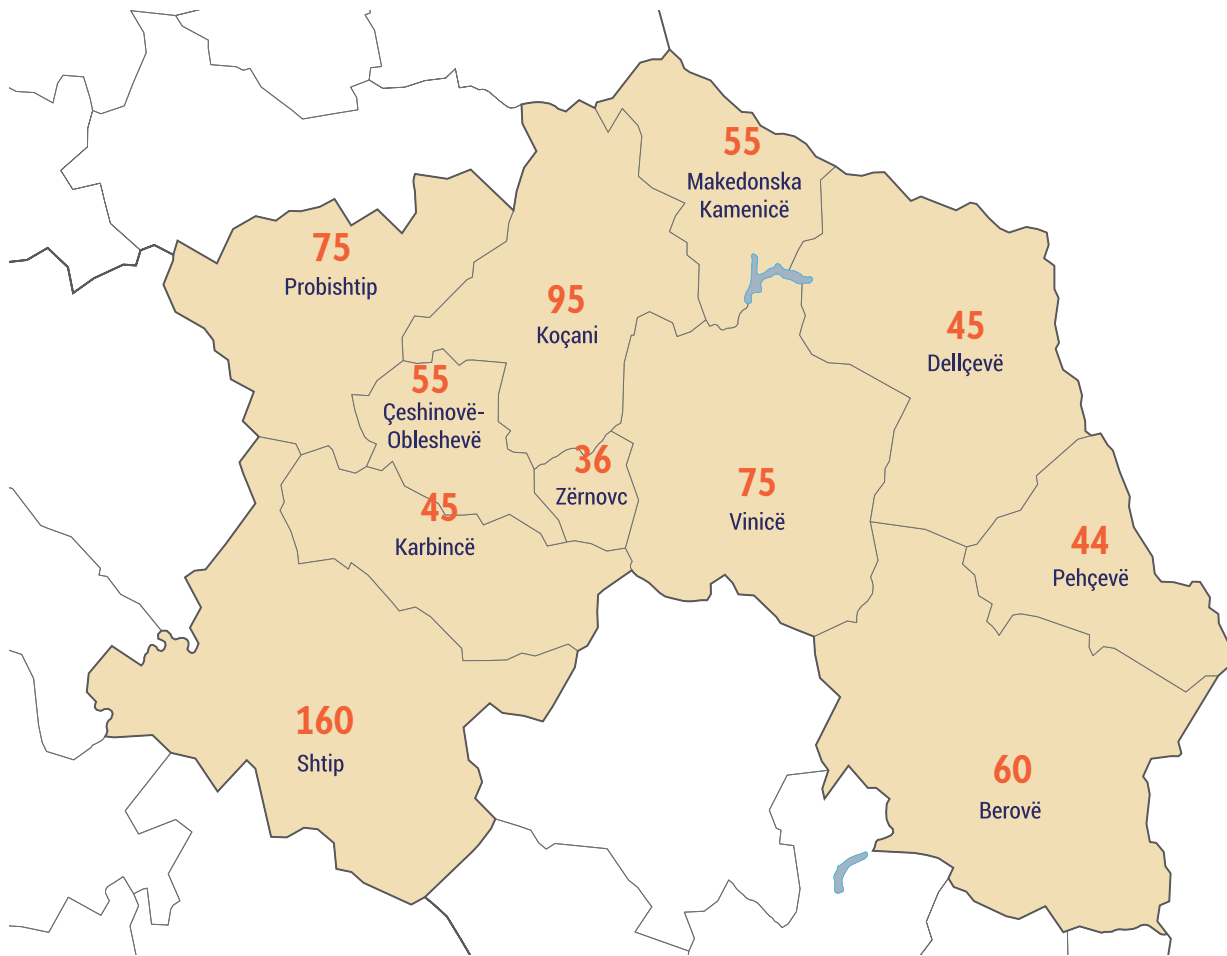 55
Makedonska
Kamenicë
75
Probishtip
95
Koçani
45
Dellçevë
55
Çeshinovë-
Obleshevë
36
Zërnovc
75
Vinicë
45
Karbincë
44
Pehçevë
160
Shtip
60
Berovë